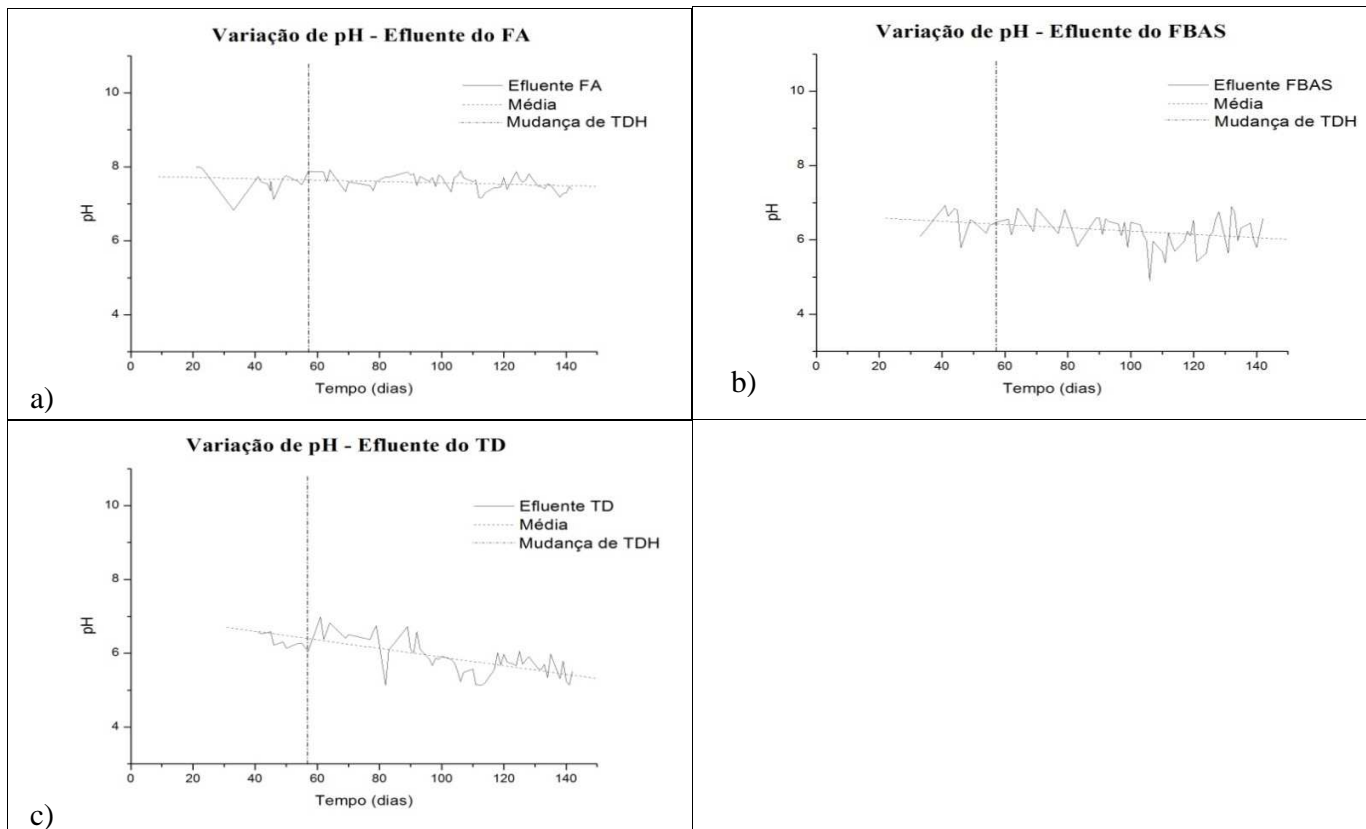 Variação de pH - Efluente do FA
Efluente FA
Média
Mudança de TDH
10
8
6
4
pH
0 20 40 60 80 100 120 140
Tempo (dias)
a)
Variação de pH - Efluente do FBAS
Efluente FBAS
Média
Mudança de TDH
10
8
6
4
pH
0 20 40 60 80 100 120 140
Tempo (dias)
b)
Variação de pH - Efluente do TD
Efluente TD
Média
Mudança de TDH
10
8
6
4
pH
0 20 40 60 80 100 120 140
Tempo (dias)
c)